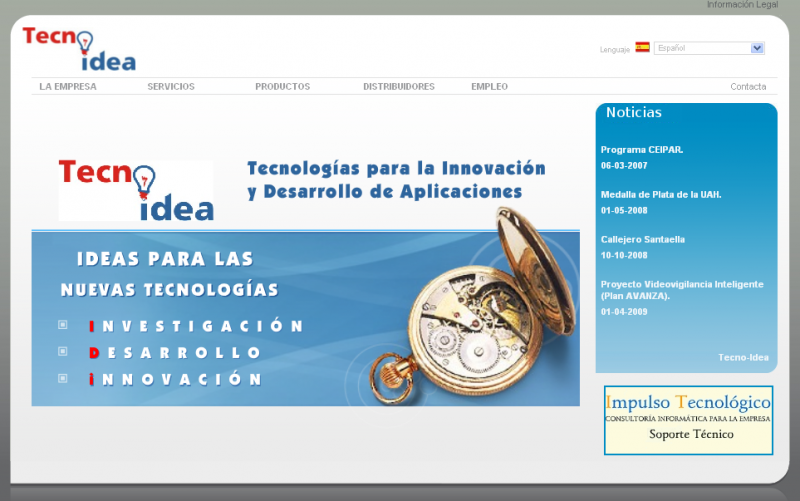 Información Legal
Tecno
idea
Lenguaje Español
LA EMPRESA SERVICIOS PRODUCTOS DISTRIBUIDORES EMPLEO Contacta
Noticias
Programa CEIPAR.
06-03-2007
Medalla de Plata de la UAH.
01-05-2008
Callejero Santaella
10-10-2008
Proyecto Videovigilancia Inteligente
(Plan AVANZA).
01-04-2009
Tecno-Idea
Tecno
idea
Tecnologías para la Innovación
y Desarrollo de Aplicaciones
IDEAS PARA LAS
NUEVAS TECNOLOGÍAS
INVESTIGACIÓN
DESARROLLO
iNNOVACIÓN
Impulso Tecnológico
CONSULTORÍA INFORMÁTICA PARA LA EMPRESA
Soporte Técnico